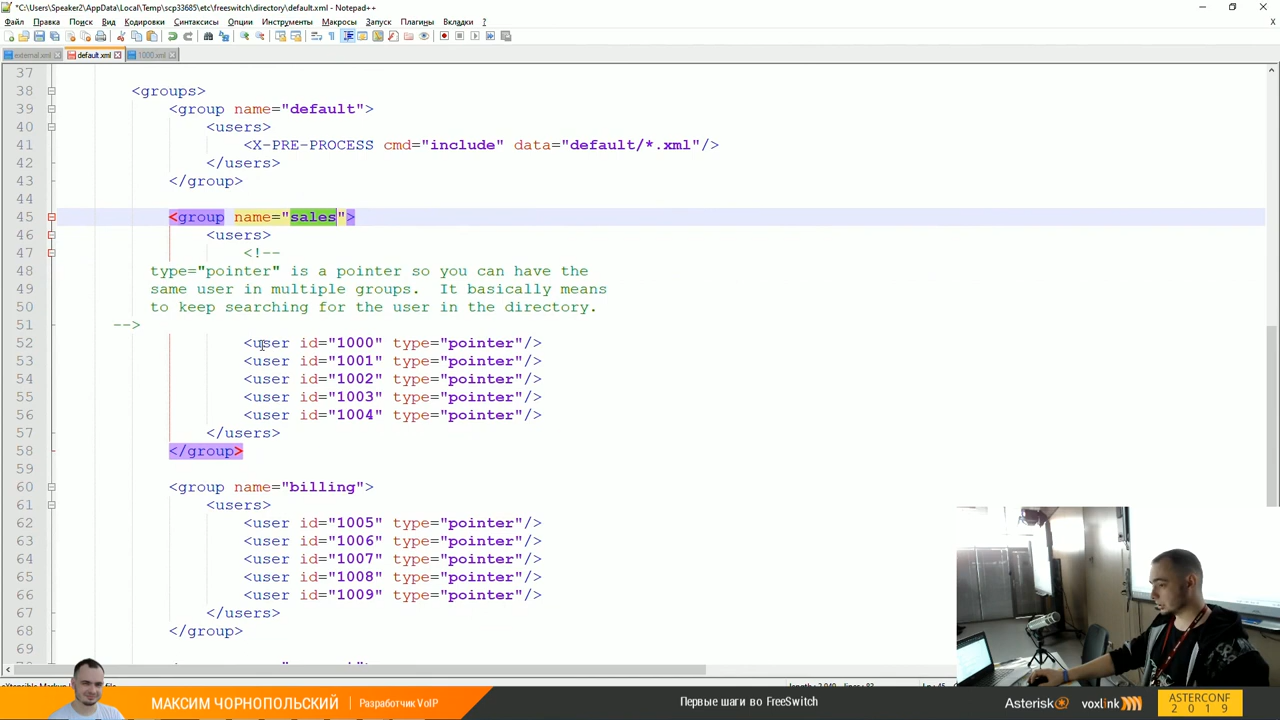 *C:\Users\Speaker2\AppData\Local\Temp\scp33685\etc\freeswitch\directory\default.xml - Notepad++
Файл Правка Поиск Вид Кодировки Синтаксисы Опции Инструменты Макросы Запуск Плагины Вкладки ?
external.xml default.xml 1000.xml
37
38 <groups>
39 <group name="default">
40 <users>
41 <X-PRE-PROCESS cmd="include" data="default/*.xml"/>
42 </users>
43 </group>
44
45 <group name="sales">
46 <users>
47 <!--
48 type="pointer" is a pointer so you can have the
49 same user in multiple groups.  It basically means
50 to keep searching for the user in the directory.
51 -->
52 <user id="1000" type="pointer"/>
53 <user id="1001" type="pointer"/>
54 <user id="1002" type="pointer"/>
55 <user id="1003" type="pointer"/>
56 <user id="1004" type="pointer"/>
57 </users>
58 </group>
59
60 <group name="billing">
61 <users>
62 <user id="1005" type="pointer"/>
63 <user id="1006" type="pointer"/>
64 <user id="1007" type="pointer"/>
65 <user id="1008" type="pointer"/>
66 <user id="1009" type="pointer"/>
67 </users>
68 </group>
69
МАКСИМ ЧОРНОПОЛЬСКИЙ Разработчик VoIP
Первые шаги во FreeSwitch
Asterisk voxlink
ASTERCONF
2019